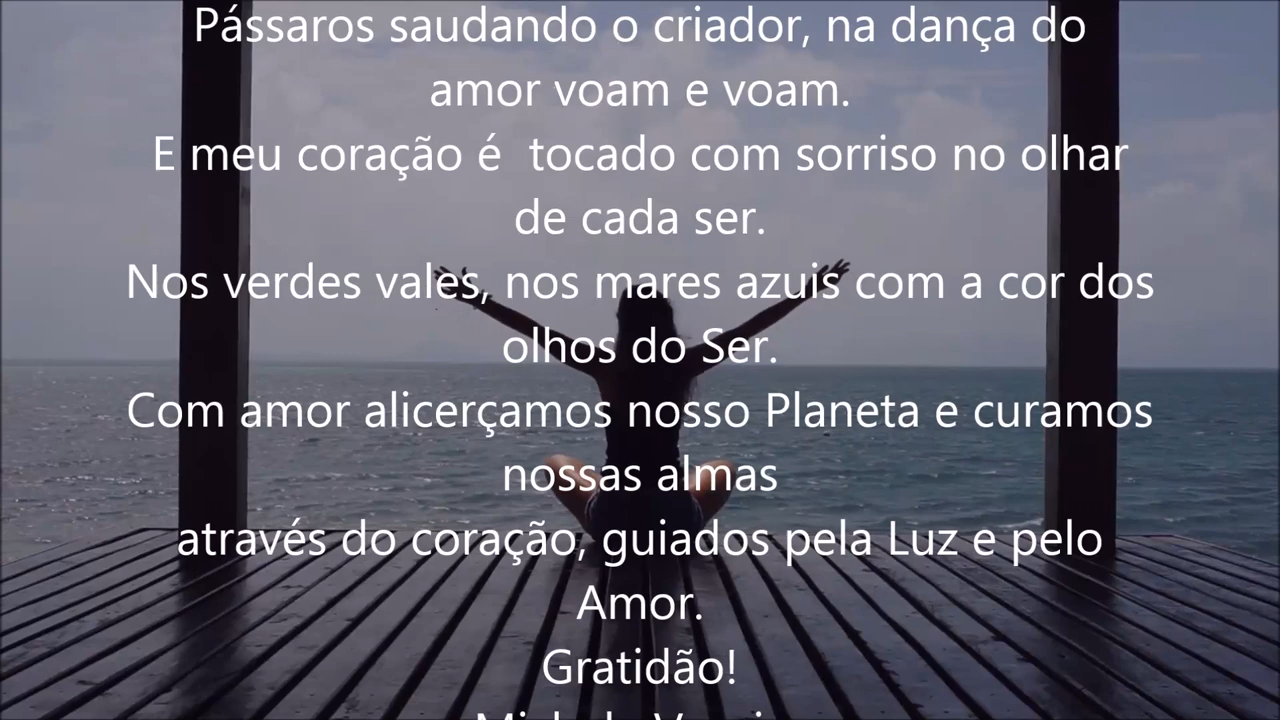 Pássaros saudando o criador, na dança do
amor voam e voam.
E meu coração é  tocado com sorriso no olhar
de cada ser.
Nos verdes vales, nos mares azuis com a cor dos
olhos do Ser.
Com amor alicerçamos nosso Planeta e curamos
nossas almas
através do coração, guiados pela Luz e pelo
Amor.
Gratidão!